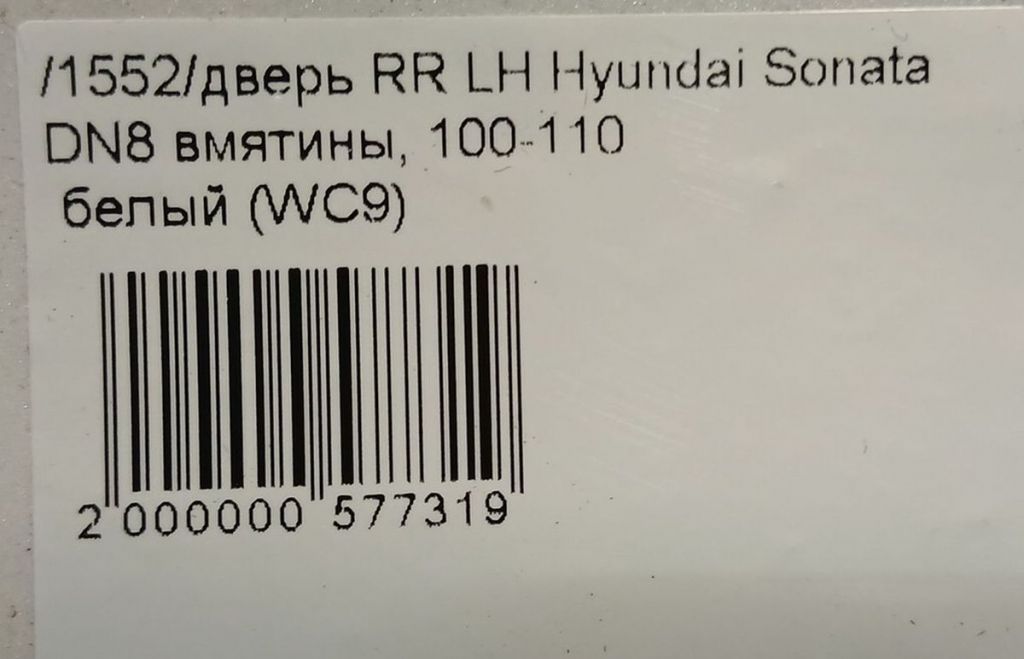 /1552/дверь RR LH Hyundai Sonata
DN8 вмятины, 100-110
белый (WC9)
2 000000 577319